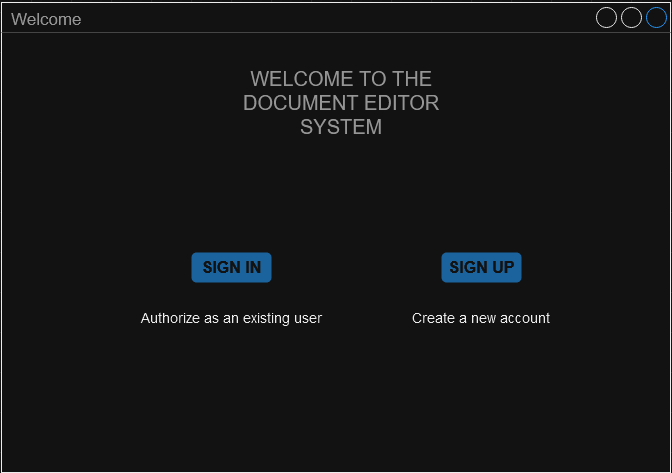 Welcome
WELCOME TO THE
DOCUMENT EDITOR
SYSTEM
SIGN IN
SIGN UP
Authorize as an existing user
Create a new account